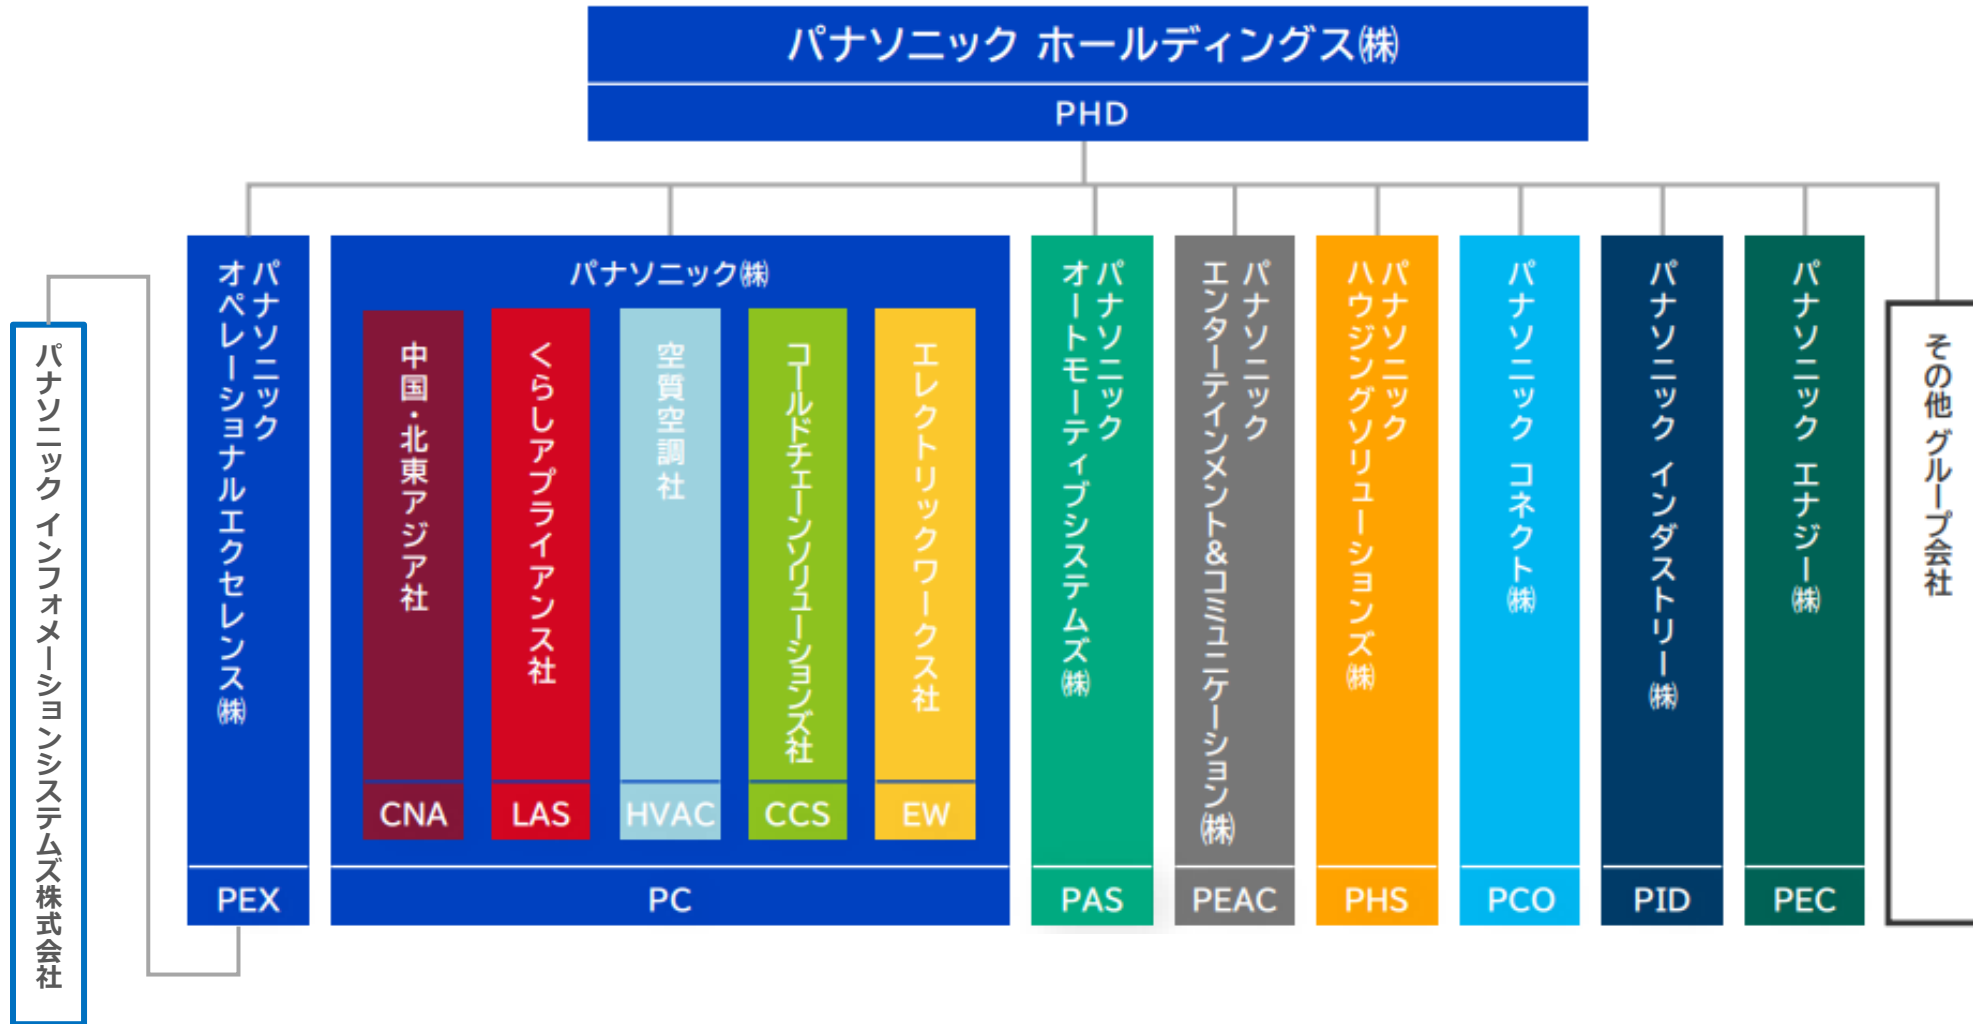 パナソニック ホールディングス㈱
PHD
パナソニック インフォメーションシステムズ株式会社
パナソニック
オペレーショナルエクセレンス㈱
PEX
パナソニック㈱
中国・北東アジア社
CNA
くらしアプライアンス社
LAS
空質空調社
HVAC
コールドチェーンソリューションズ社
CCS
エレクトリックワークス社
EW
PC
パナソニック
オートモーティブシステムズ㈱
PAS
パナソニック
エンターテインメント&コミュニケーション㈱
PEAC
パナソニック
ハウジングソリューションズ㈱
PHS
パナソニック コネクト㈱
PCO
パナソニック インダストリー㈱
PID
パナソニック エナジー㈱
PEC
その他 グループ会社